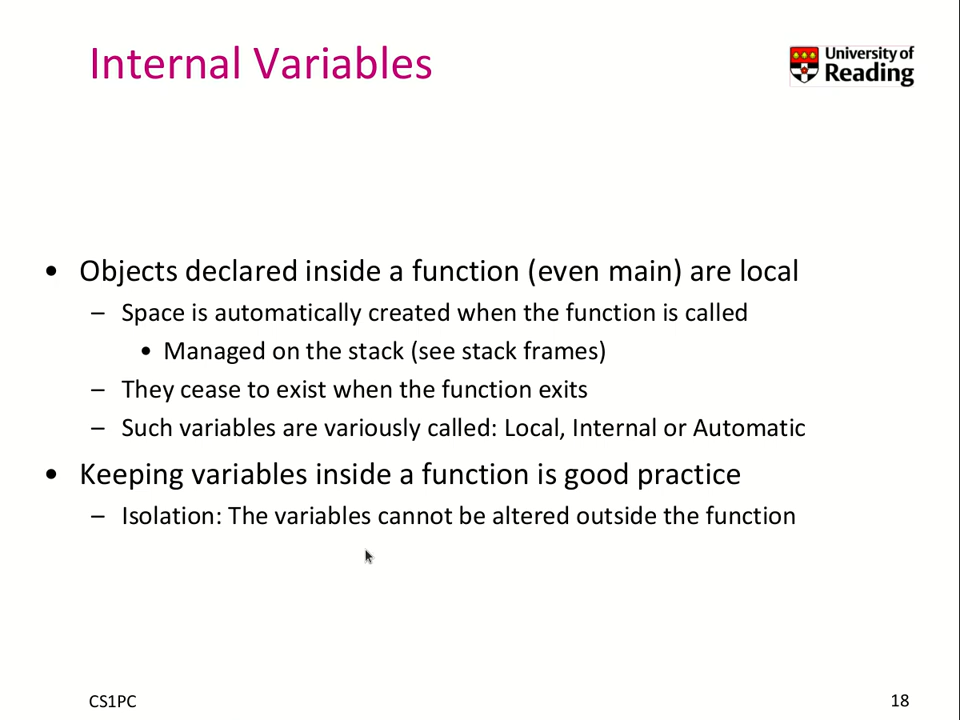 Internal Variables
University of
Reading
• Objects declared inside a function (even main) are local
– Space is automatically created when the function is called
• Managed on the stack (see stack frames)
– They cease to exist when the function exits
– Such variables are variously called: Local, Internal or Automatic
• Keeping variables inside a function is good practice
– Isolation: The variables cannot be altered outside the function
CS1PC
18